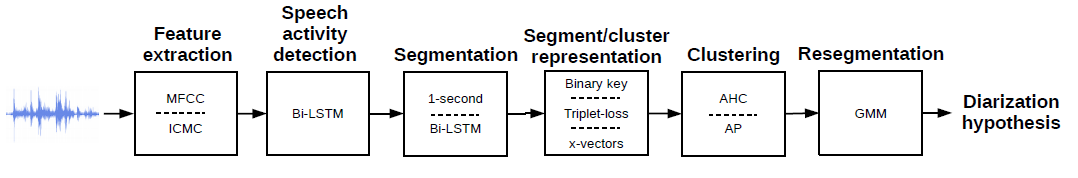 Feature
extraction
MFCC
ICMC
Speech
activity
detection
Bi-LSTM
Segmentation
1-second
Bi-LSTM
Segment/cluster
representation
Binary key
Triplet-loss
x-vectors
Clustering
AHC
AP
Resegmentation
GMM
Diarization
hypothesis